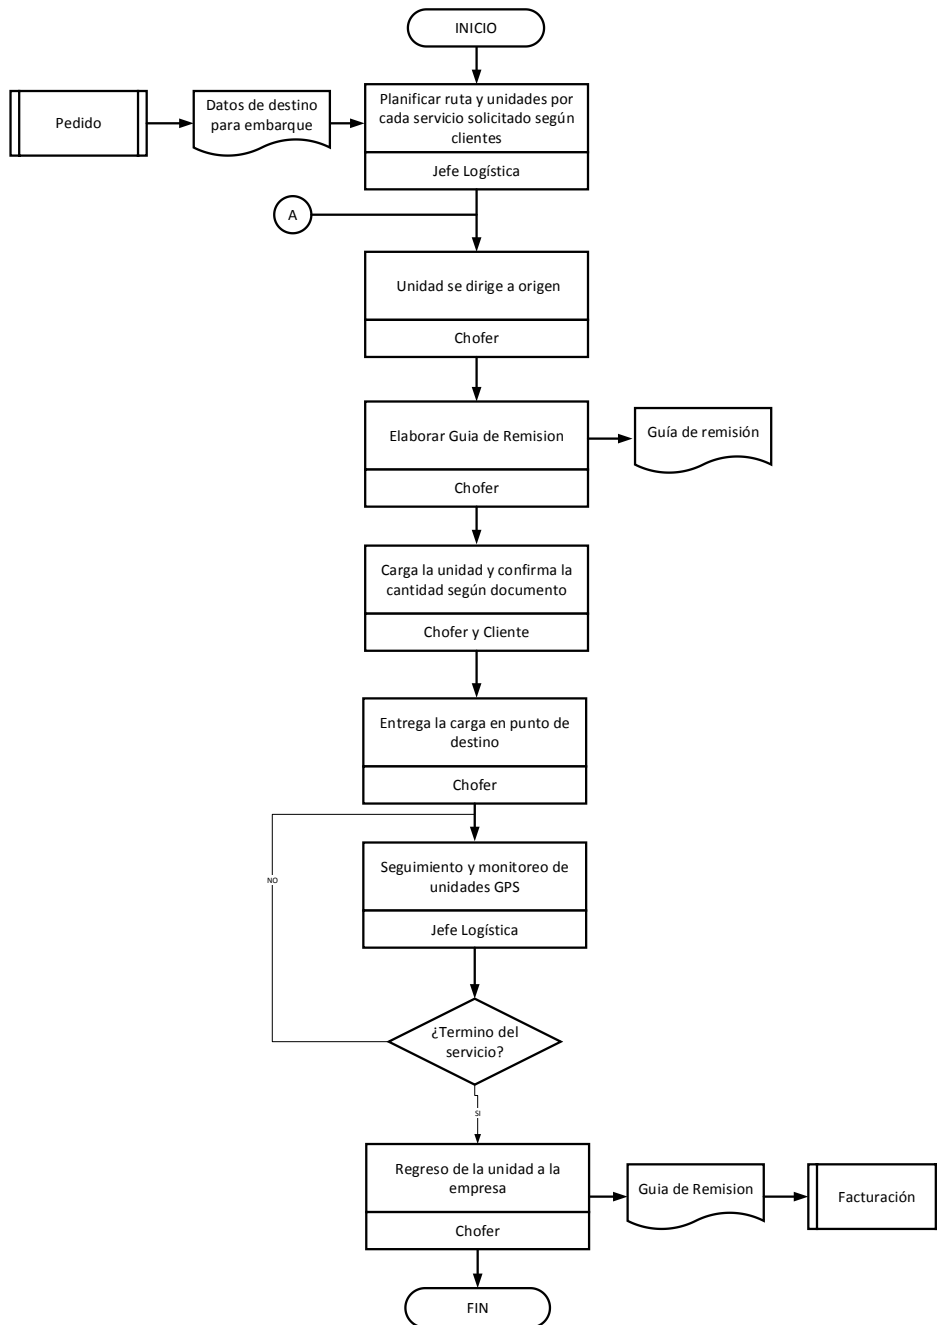 INICIO
Pedido
Datos de destino
para embarque
Planificar ruta y unidades por
cada servicio solicitado según
clientes
Jefe Logística
A
Unidad se dirige a origen
Chofer
Elaborar Guia de Remision
Guía de remisión
Chofer
Carga la unidad y confirma la
cantidad según documento
Chofer y Cliente
Entrega la carga en punto de
destino
Chofer
Seguimiento y monitoreo de
unidades GPS
NO
Jefe Logística
¿Termino del
servicio?
SI
Regreso de la unidad a la
empresa
Guia de Remision
Facturación
Chofer
FIN